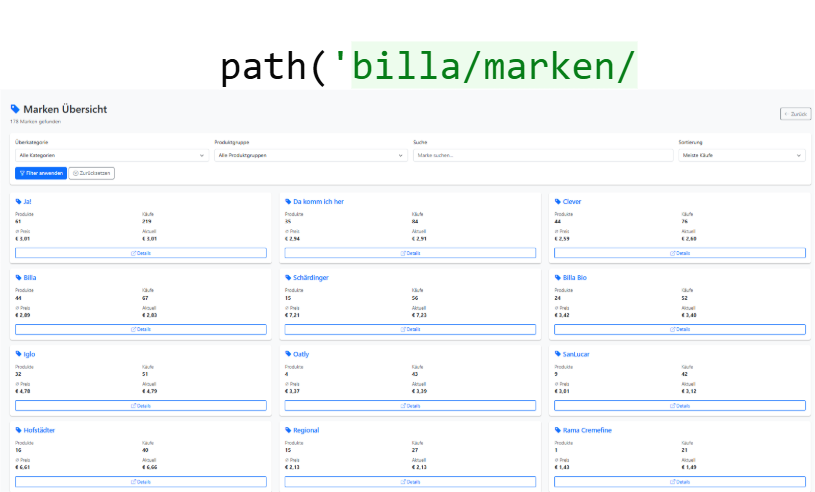 path('billa/marken/
Marken Übersicht
178 Marken gefunden
Zurück
Überkategorie Produktgruppe Suche Sortierung
Alle Kategorien Alle Produktgruppen Marke suchen... Meiste Käufe
Filter anwenden Zurücksetzen
Ja! Da komm ich her Clever
Produkte Käufe Produkte Käufe Produkte Käufe
61 219 35 84 44 76
Ø Preis Aktuell Ø Preis Aktuell Ø Preis Aktuell
€ 3,01 € 3,01 € 2,94 € 2,91 € 2,59 € 2,60
Details Details Details
Billa Schärdinger Billa Bio
Produkte Käufe Produkte Käufe Produkte Käufe
44 67 15 56 24 52
Ø Preis Aktuell Ø Preis Aktuell Ø Preis Aktuell
€ 2,89 € 2,83 € 7,21 € 7,23 € 3,42 € 3,40
Details Details Details
Iglo Oatly SanLucar
Produkte Käufe Produkte Käufe Produkte Käufe
32 51 4 43 9 42
Ø Preis Aktuell Ø Preis Aktuell Ø Preis Aktuell
€ 4,78 € 4,79 € 3,37 € 3,39 € 3,01 € 3,12
Details Details Details
Hofstädter Regional Rama Cremefine
Produkte Käufe Produkte Käufe Produkte Käufe
16 40 15 27 1 21
Ø Preis Aktuell Ø Preis Aktuell Ø Preis Aktuell
€ 6,61 € 6,66 € 2,13 € 2,13 € 1,43 € 1,49
Details Details Details